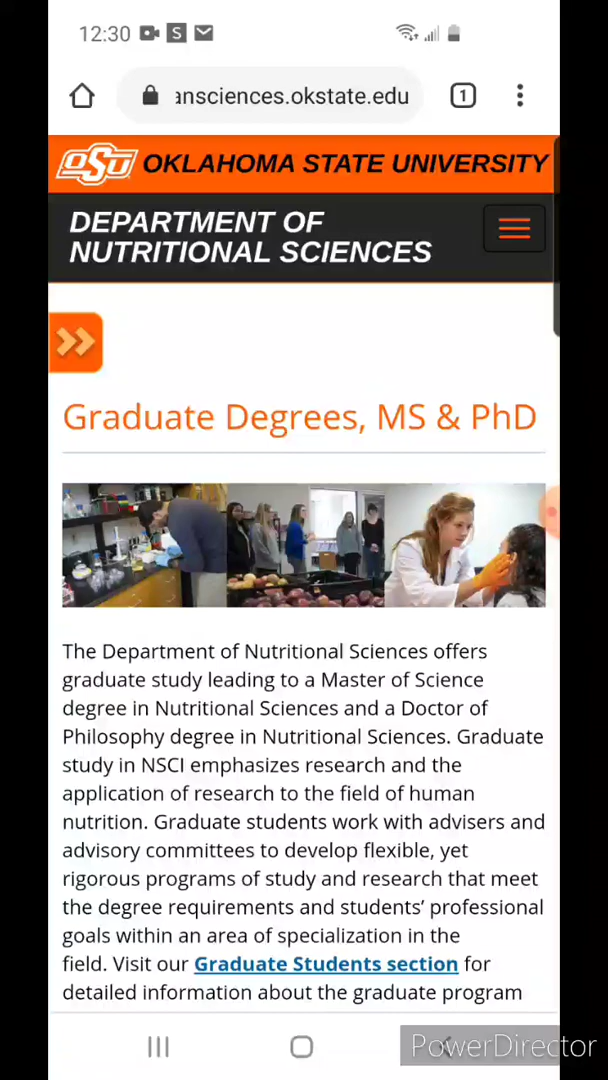 12:30 S
ansciences.okstate.edu 1
OSU OKLAHOMA STATE UNIVERSITY
DEPARTMENT OF
NUTRITIONAL SCIENCES
Graduate Degrees, MS & PhD
The Department of Nutritional Sciences offers
graduate study leading to a Master of Science
degree in Nutritional Sciences and a Doctor of
Philosophy degree in Nutritional Sciences. Graduate
study in NSCI emphasizes research and the
application of research to the field of human
nutrition. Graduate students work with advisers and
advisory committees to develop flexible, yet
rigorous programs of study and research that meet
the degree requirements and students’ professional
goals within an area of specialization in the
field. Visit our Graduate Students section for
detailed information about the graduate program
PowerDirector